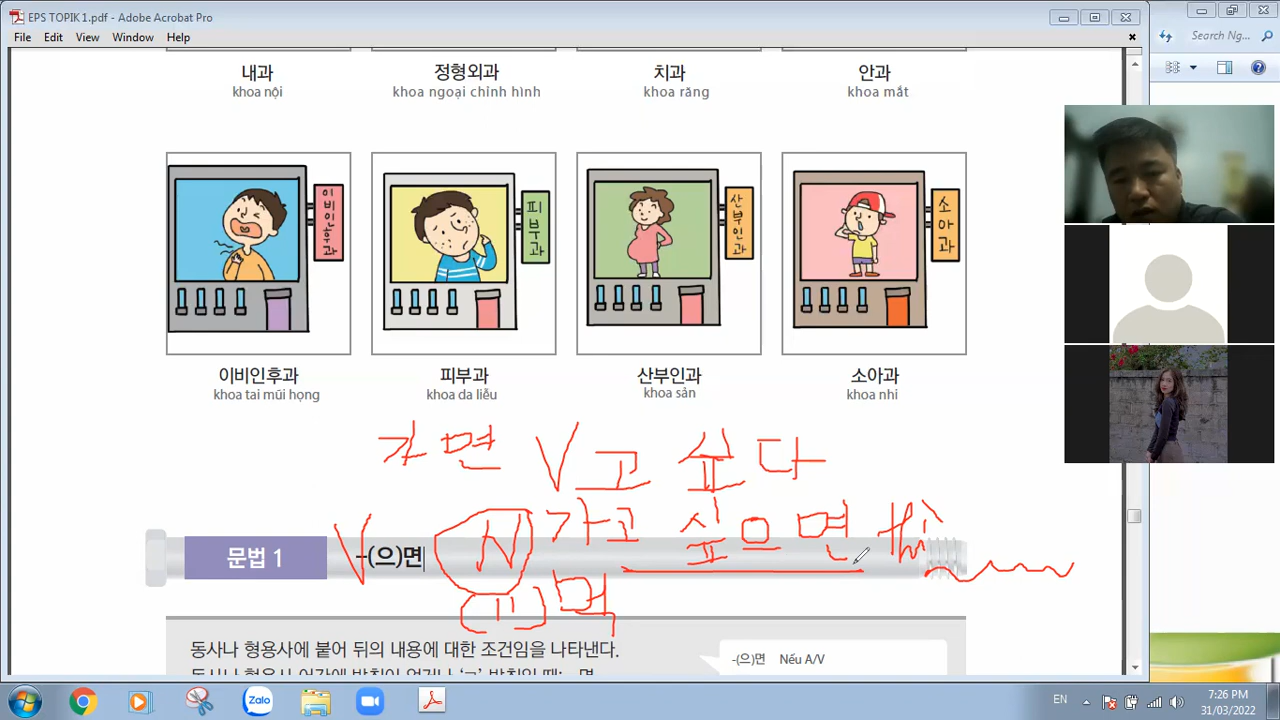 EPS TOPIK 1.pdf - Adobe Acrobat Pro
File Edit View Window Help
Search Ng...
내과 정형외과 치과 안과
khoa nội khoa ngoại chỉnh hình khoa răng khoa mắt
이비인후과 피부과 산부인과 소아과
이비인후과 피부과 산부인과 소아과
khoa tai mũi họng khoa da liễu khoa sản khoa nhi
가면 V고 싶다
V N 가고 싶으면
문법 1 -(으)면
(이)면
동사나 형용사에 붙어 뒤의 내용에 대한 조건임을 나타낸다.
-(으)면 Nếu A/V
Zalo
EN 7:26 PM
31/03/2022